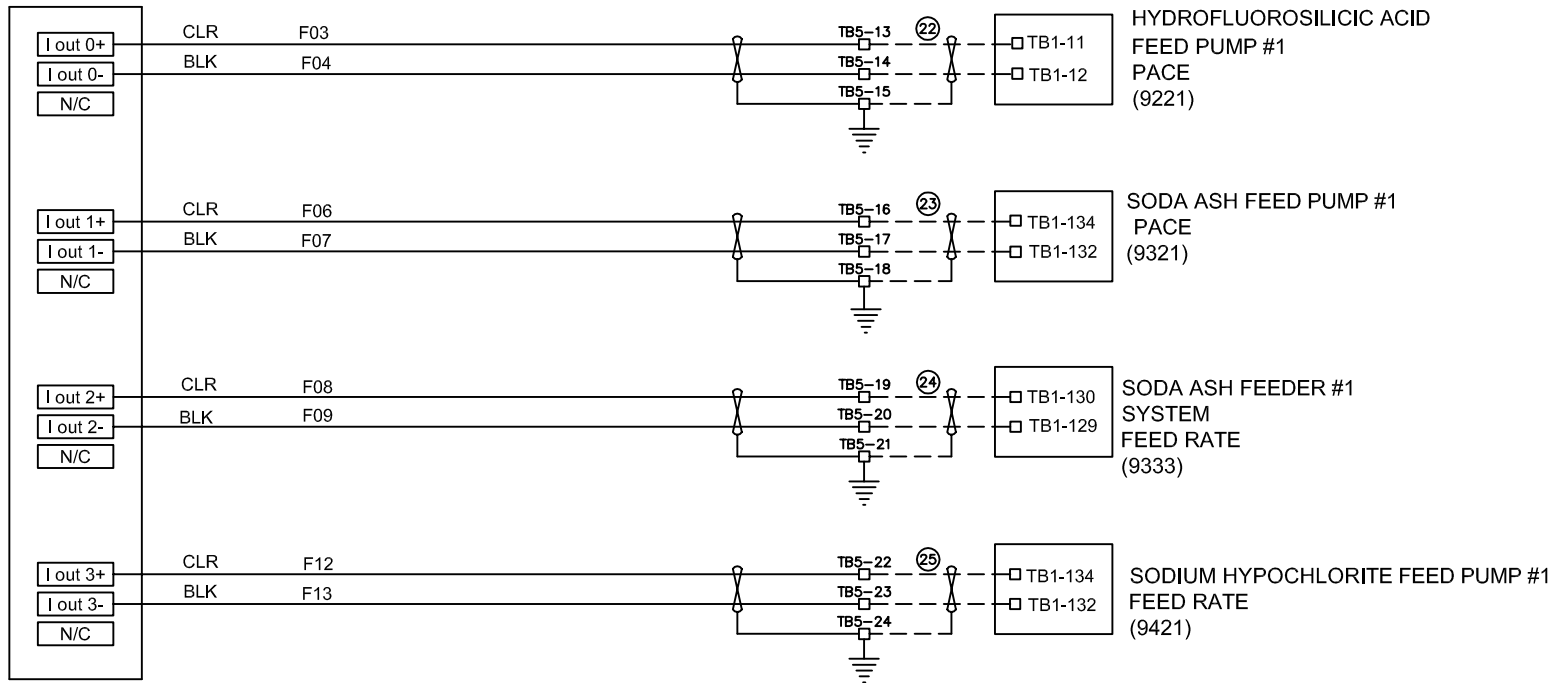 I out 0+ CLR F03 TB5-13 22 TB1-11 HYDROFLUOROSILICIC ACID
I out 0- BLK F04 TB5-14 TB1-12 FEED PUMP #1
N/C TB5-15 PACE
(9221)
I out 1+ CLR F06 TB5-16 23 TB1-134 SODA ASH FEED PUMP #1
I out 1- BLK F07 TB5-17 TB1-132 PACE
N/C TB5-18 (9321)
I out 2+ CLR F08 TB5-19 24 TB1-130 SODA ASH FEEDER #1
I out 2- BLK F09 TB5-20 TB1-129 SYSTEM
N/C TB5-21 FEED RATE
(9333)
I out 3+ CLR F12 TB5-22 25 TB1-134 SODIUM HYPOCHLORITE FEED PUMP #1
I out 3- BLK F13 TB5-23 TB1-132 FEED RATE
N/C TB5-24 (9421)